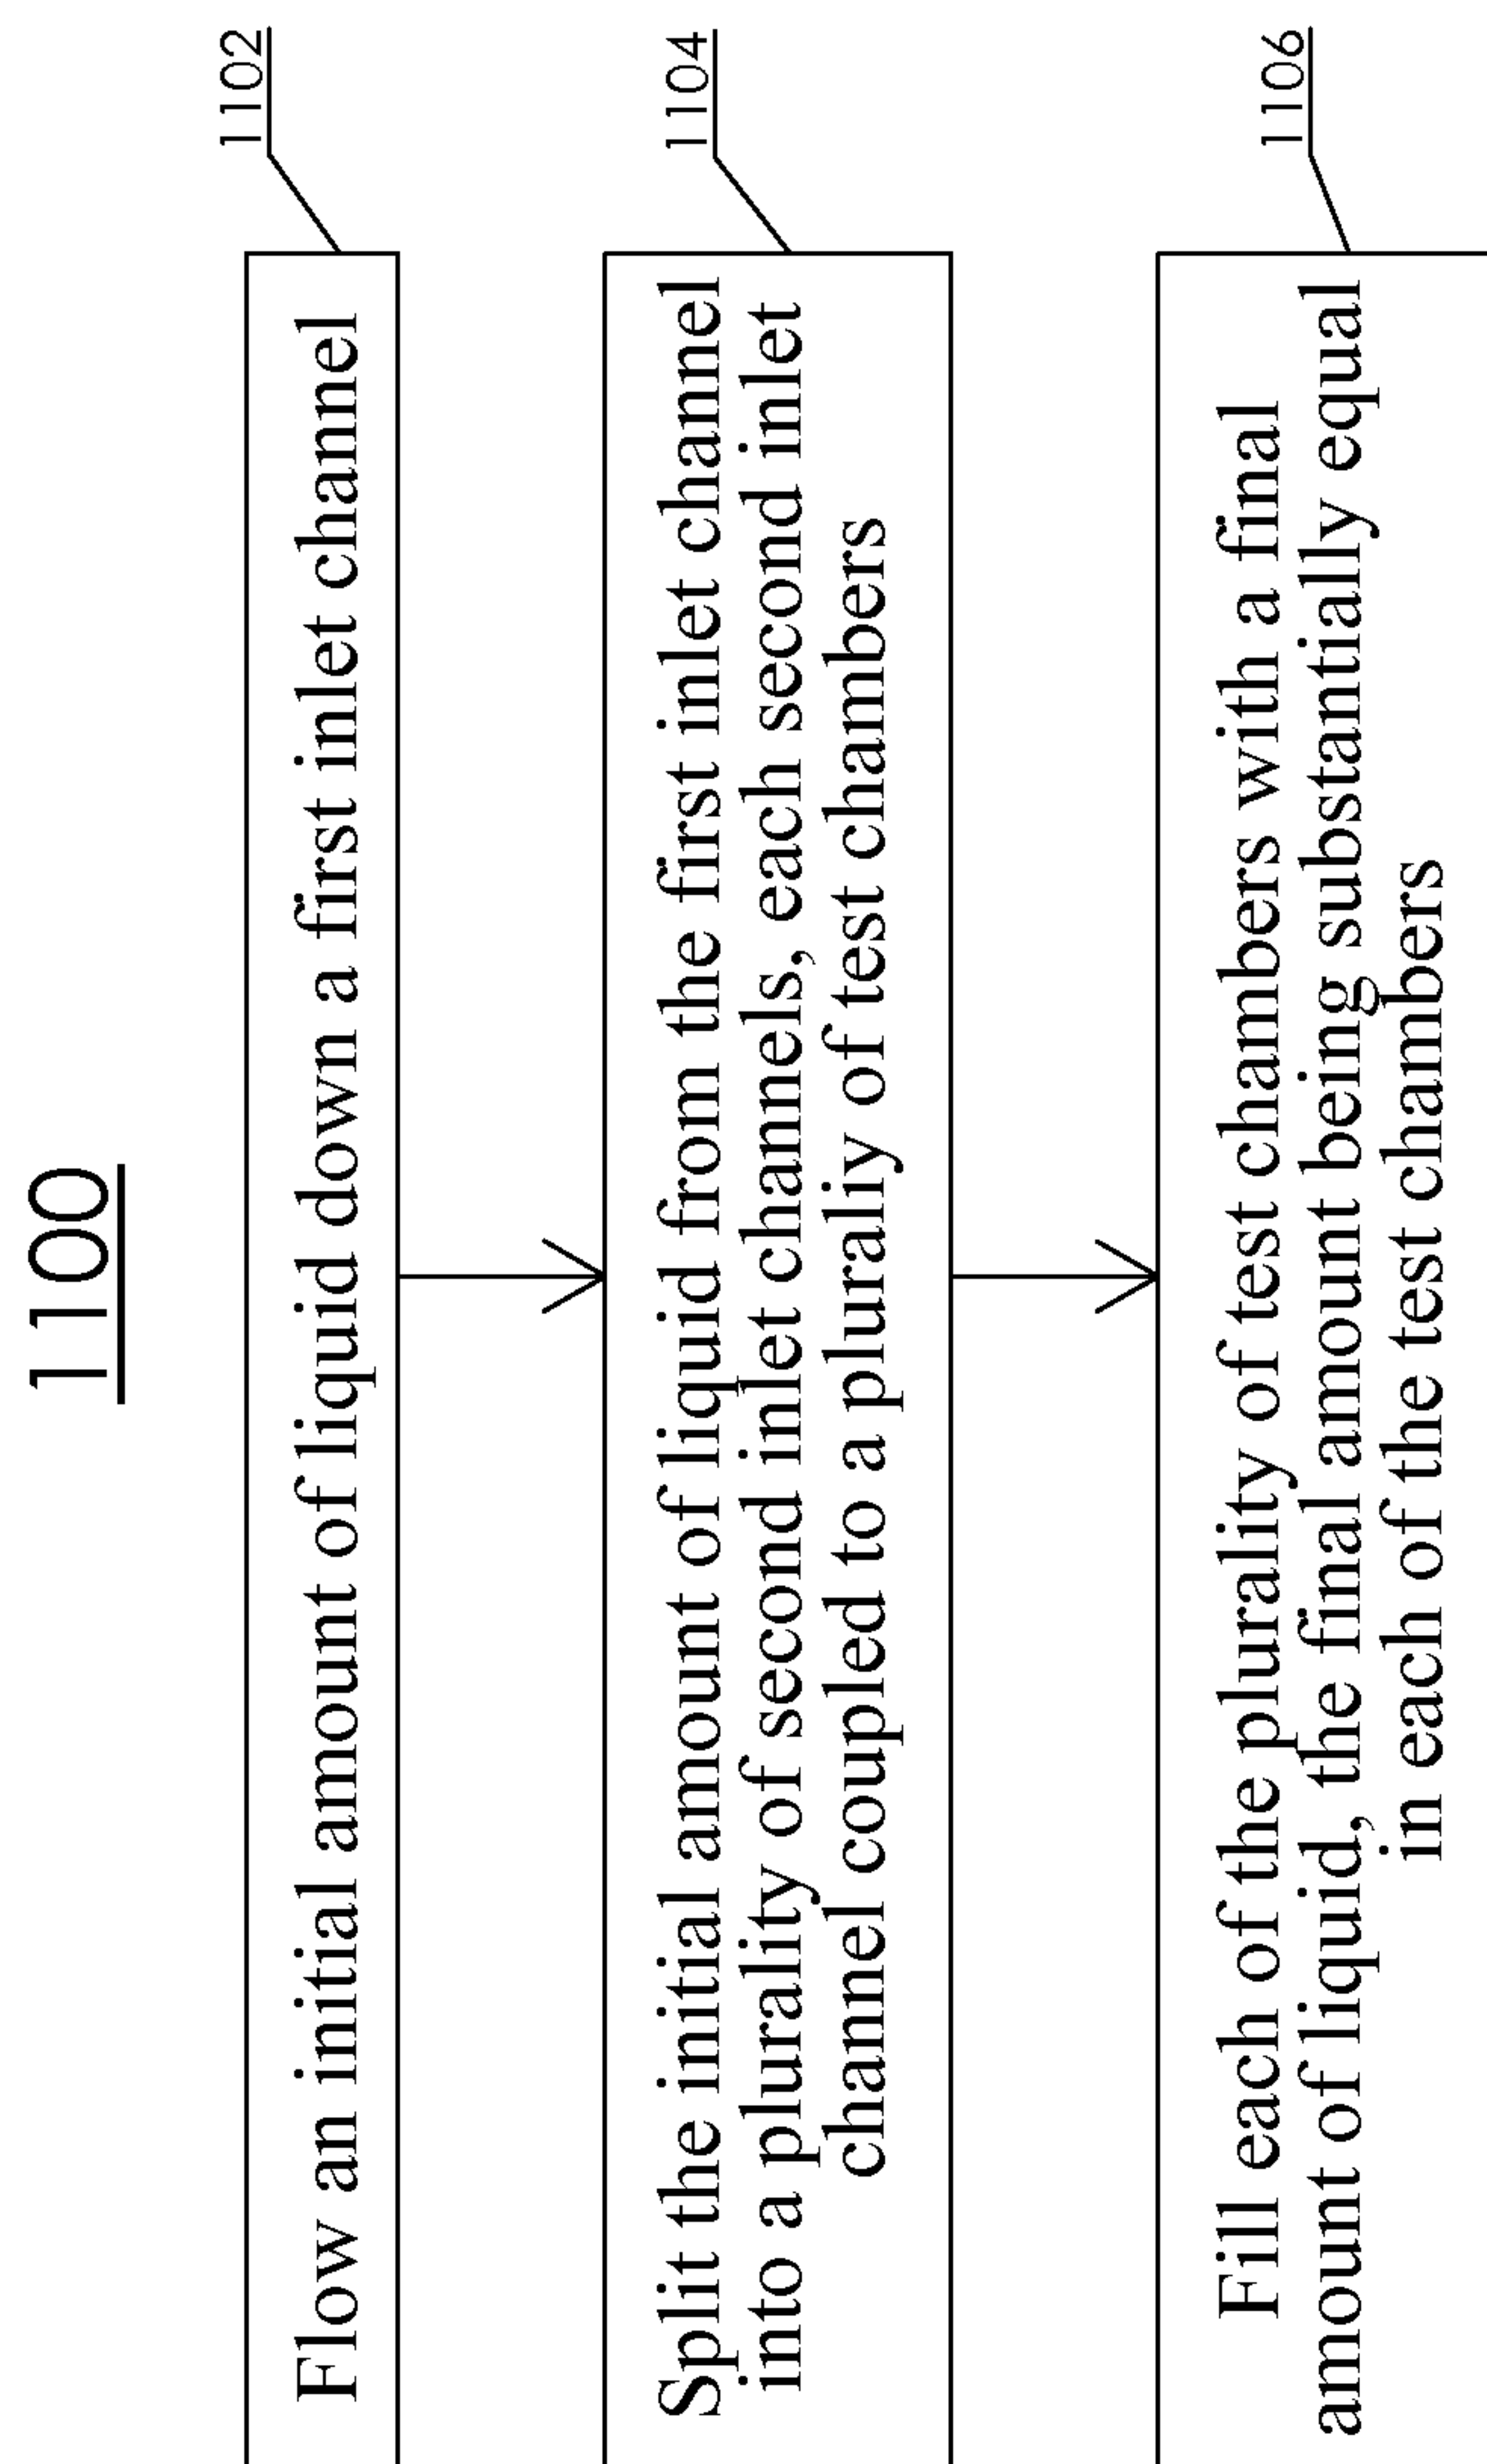 1100
1102
Flow an initial amount of liquid down a first inlet channel
1104
Split the initial amount of liquid from the first inlet channel
into a plurality of second inlet channels, each second inlet
channel coupled to a pluraliy of test chambers
1106
Fill each of the plurality of test chambers with a final
amount of liquid, the final amount being substantially equal
in each of the test chambers